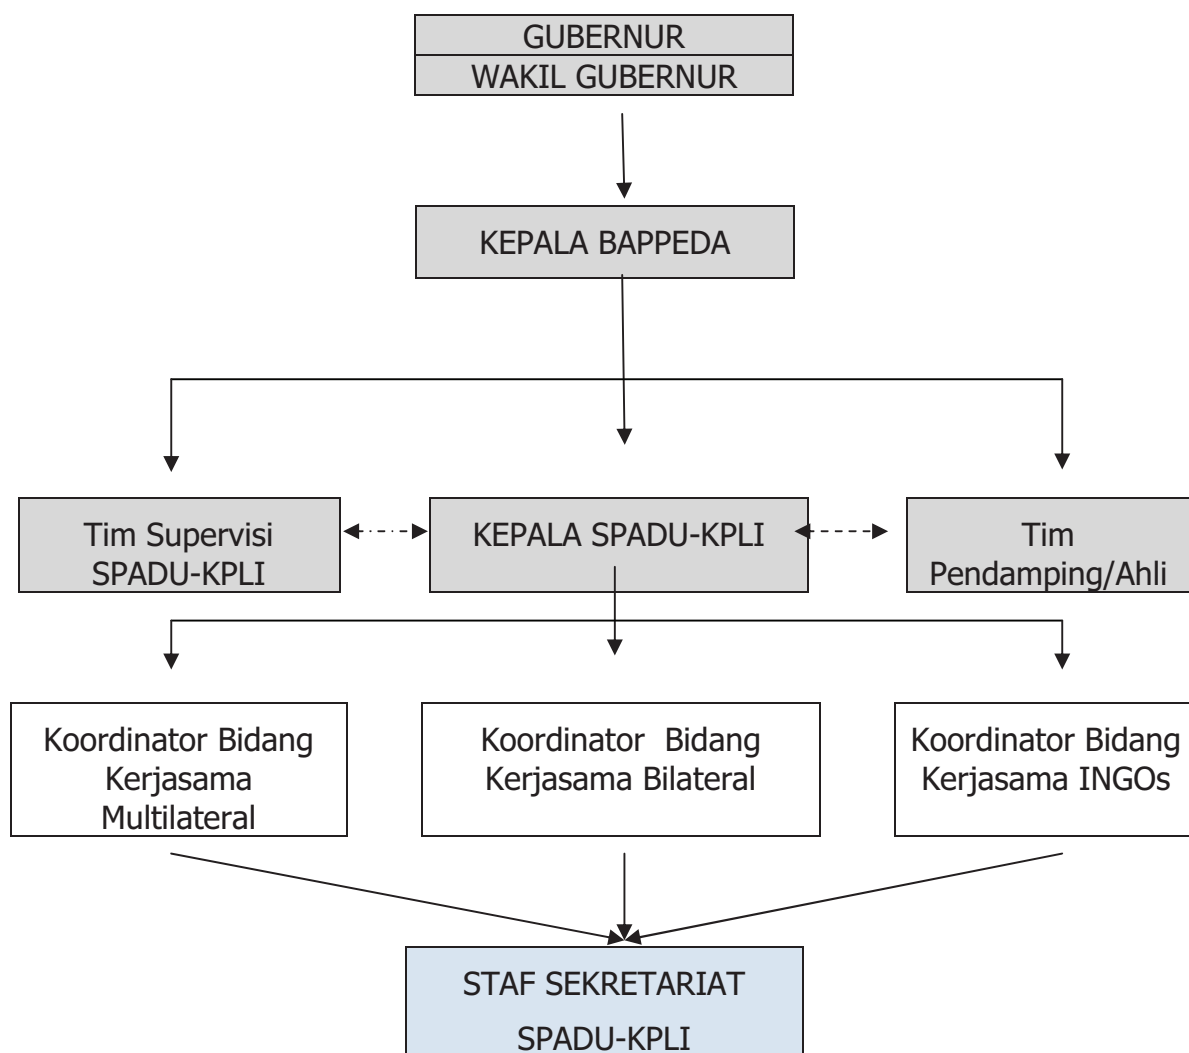 GUBERNUR
WAKIL GUBERNUR
KEPALA BAPPEDA
Tim Supervisi
SPADU-KPLI
KEPALA SPADU-KPLI
Tim
Pendamping/Ahli
Koordinator Bidang
Kerjasama
Multilateral
Koordinator Bidang
Kerjasama Bilateral
Koordinator Bidang
Kerjasama INGOs
STAF SEKRETARIAT
SPADU-KPLI